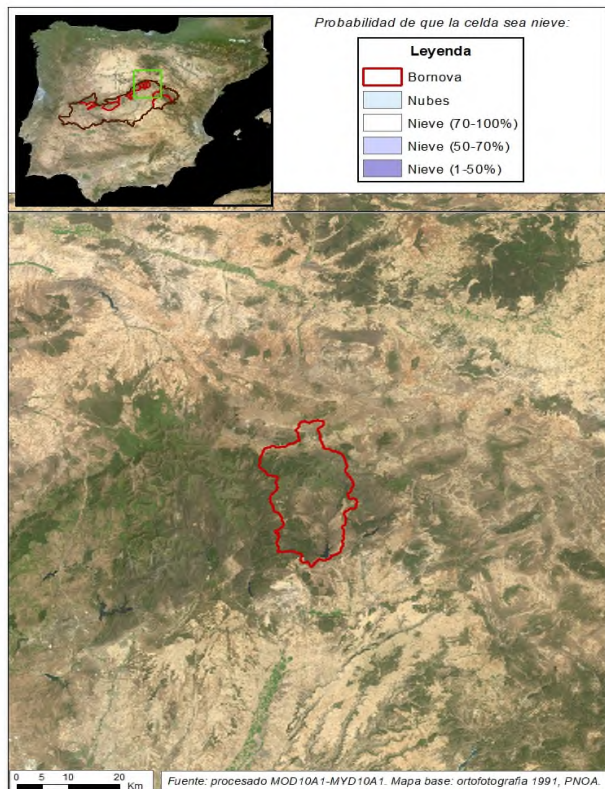 Probabilidad de que la celda sea nieve:
Leyenda
Bornova
Nubes
Nieve (70-100%)
Nieve (50-70%)
Nieve (1-50%)
0 5 10 20
Km
Fuente: procesado MOD10A1-MYD10A1. Mapa base: ortofotografía 1991, PNOA.